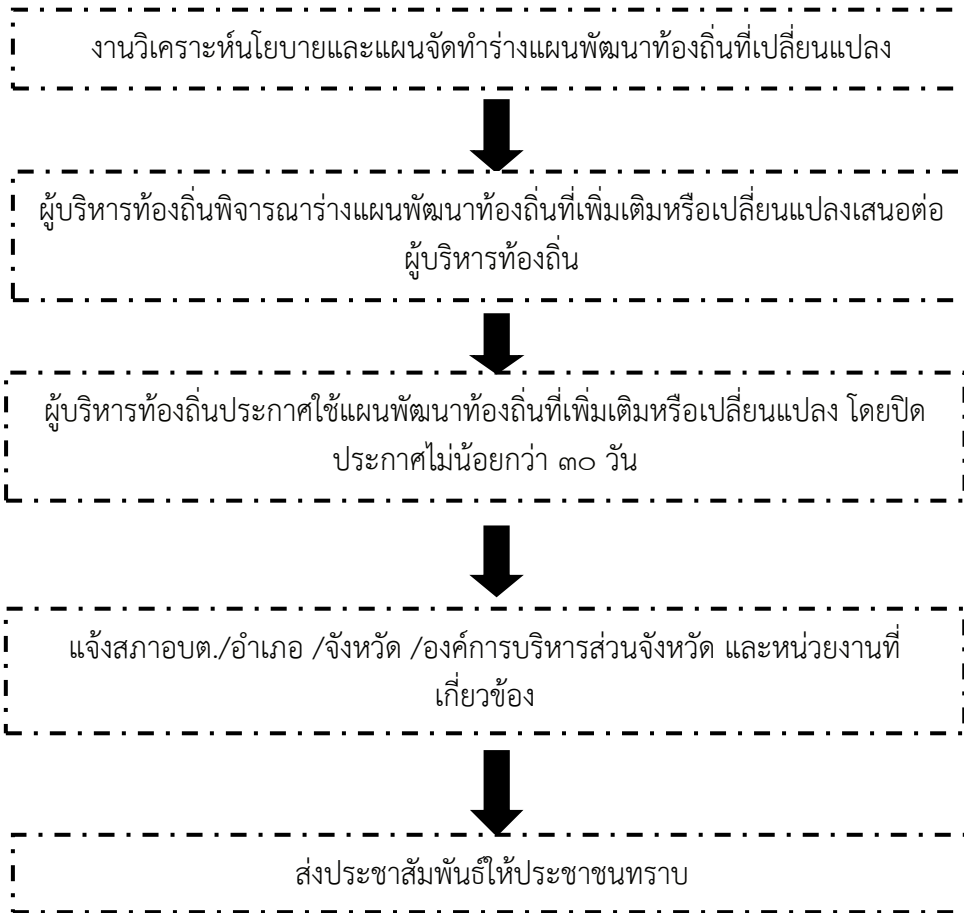 งานวิเคราะห์นโยบายและแผนจัดทำร่างแผนพัฒนาท้องถิ่นที่เปลี่ยนแปลง
ผู้บริหารท้องถิ่นพิจารณาร่างแผนพัฒนาท้องถิ่นที่เพิ่มเติมหรือเปลี่ยนแปลงเสนอต่อ
ผู้บริหารท้องถิ่น
ผู้บริหารท้องถิ่นประกาศใช้แผนพัฒนาท้องถิ่นที่เพิ่มเติมหรือเปลี่ยนแปลง โดยปิด
ประกาศไม่น้อยกว่า ๓๐ วัน
แจ้งสภาอบต./อำเภอ /จังหวัด /องค์การบริหารส่วนจังหวัด และหน่วยงานที่
เกี่ยวข้อง
ส่งประชาสัมพันธ์ให้ประชาชนทราบ